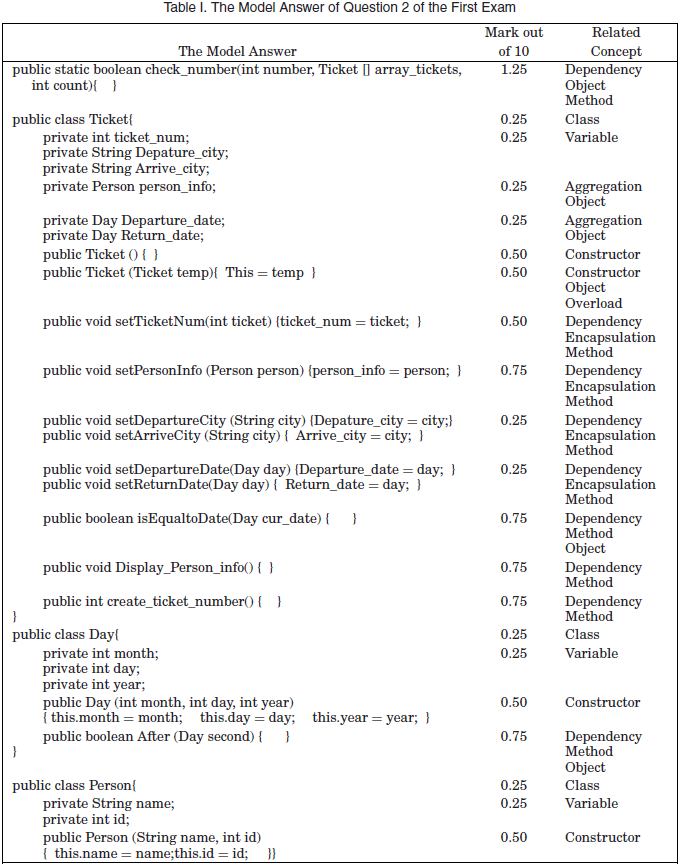 Table I. The Model Answer of Question 2 of the First Exam
Mark out Related
The Model Answer of 10 Concept
public static boolean check_number(int number, Ticket [] array_tickets, 1.25 Dependency
int count){ } Object
Method
public class Ticket{ 0.25 Class
private int ticket_num; 0.25 Variable
private String Depature_city;
private String Arrive_city;
private Person person_info; 0.25 Aggregation
Object
private Day Departure_date; 0.25 Aggregation
private Day Return_date; Object
public Ticket () { } 0.50 Constructor
public Ticket (Ticket temp){ This = temp } 0.50 Constructor
Object
Overload
public void setTicketNum(int ticket) {ticket_num = ticket; } 0.50 Dependency
Encapsulation
Method
public void setPersonInfo (Person person) {person_info = person; } 0.75 Dependency
Encapsulation
Method
public void setDepartureCity (String city) {Depature_city = city;} 0.25 Dependency
public void setArriveCity (String city) { Arrive_city = city; } Encapsulation
Method
public void setDepartureDate(Day day) {Departure_date = day; } 0.25 Dependency
public void setReturnDate(Day day) { Return_date = day; } Encapsulation
Method
public boolean isEqualtoDate(Day cur_date) { } 0.75 Dependency
Method
Object
public void Display_Person_info() { } 0.75 Dependency
Method
public int create_ticket_number() { } 0.75 Dependency
} Method
public class Day{ 0.25 Class
private int month; 0.25 Variable
private int day;
private int year;
public Day (int month, int day, int year) 0.50 Constructor
{ this.month = month; this.day = day; this.year = year; }
public boolean After (Day second) { } 0.75 Dependency
} Method
Object
public class Person{ 0.25 Class
private String name; 0.25 Variable
private int id;
public Person (String name, int id) 0.50 Constructor
{ this.name = name;this.id = id; }}